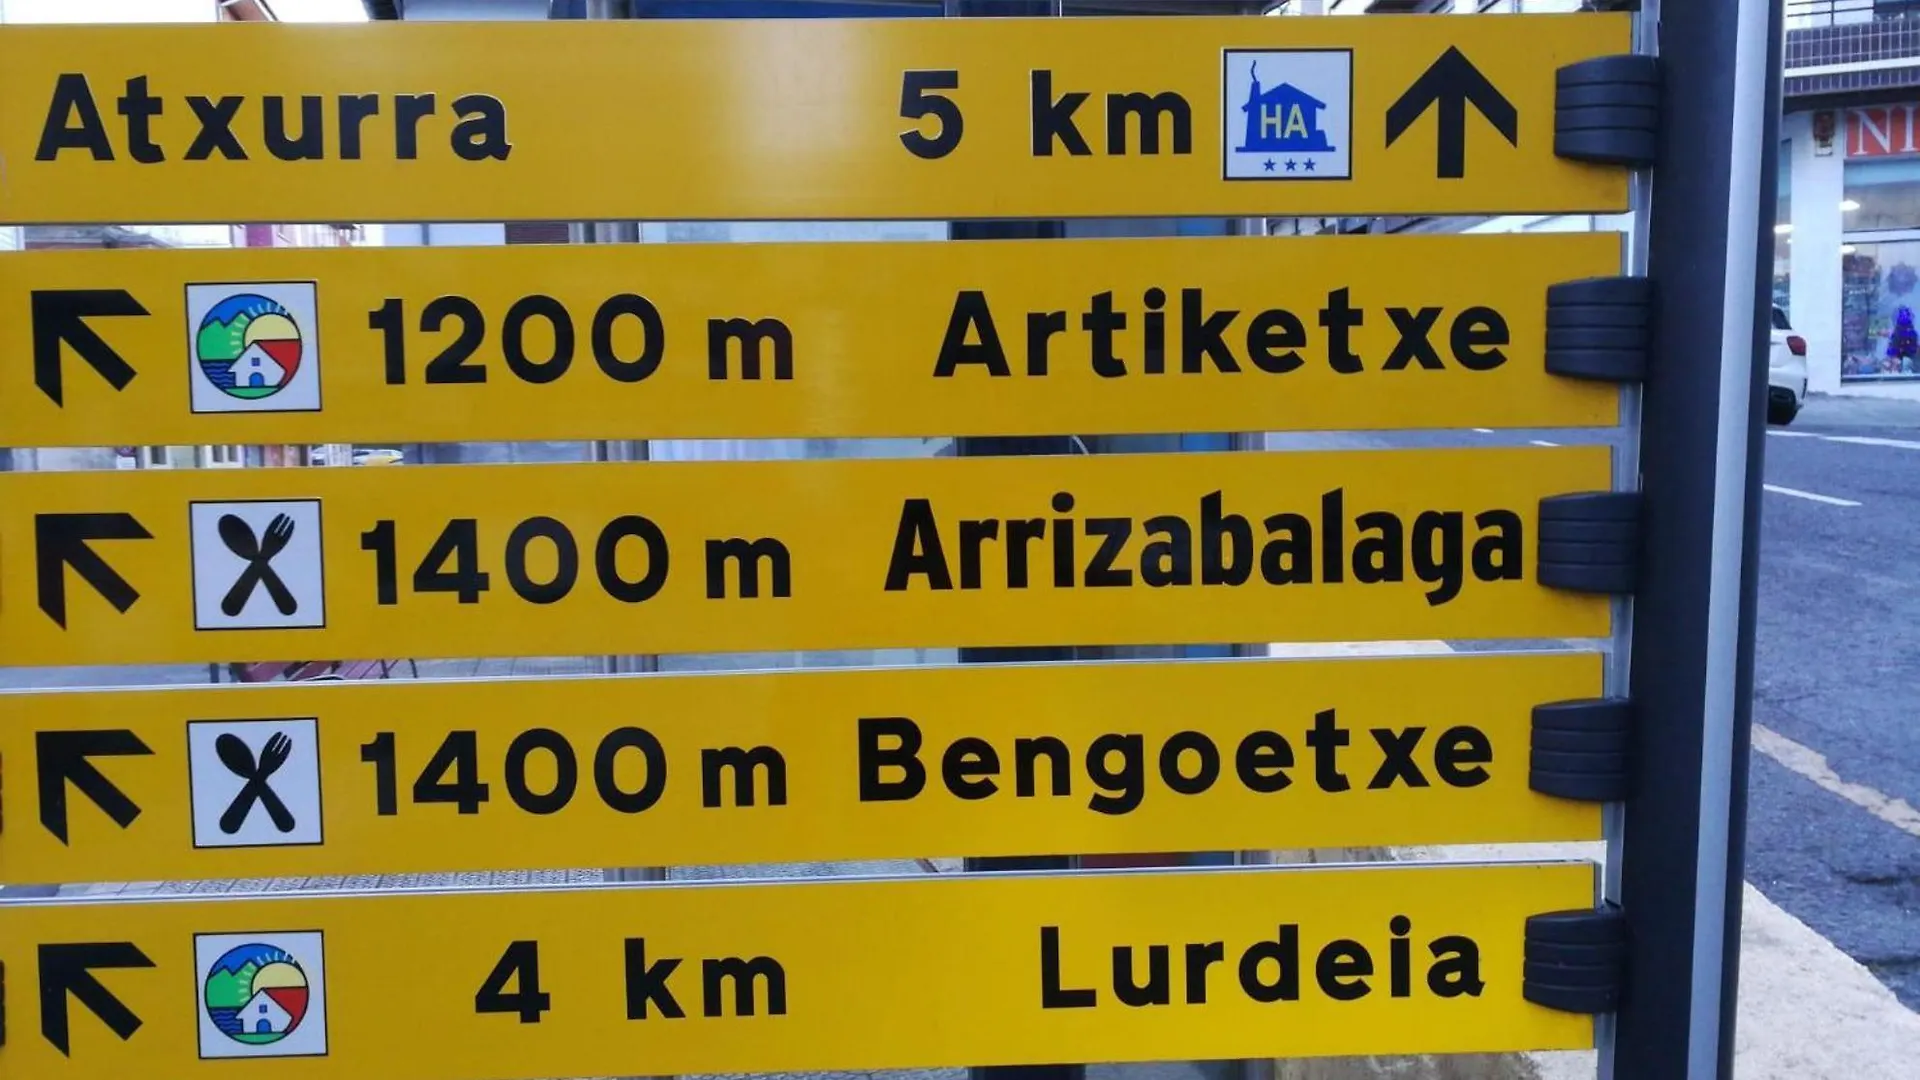 Atxurra 5 km HA
1200 m Artiketxe
1400 m Arrizabalaga
1400 m Bengoetxe
4 km Lurdeia